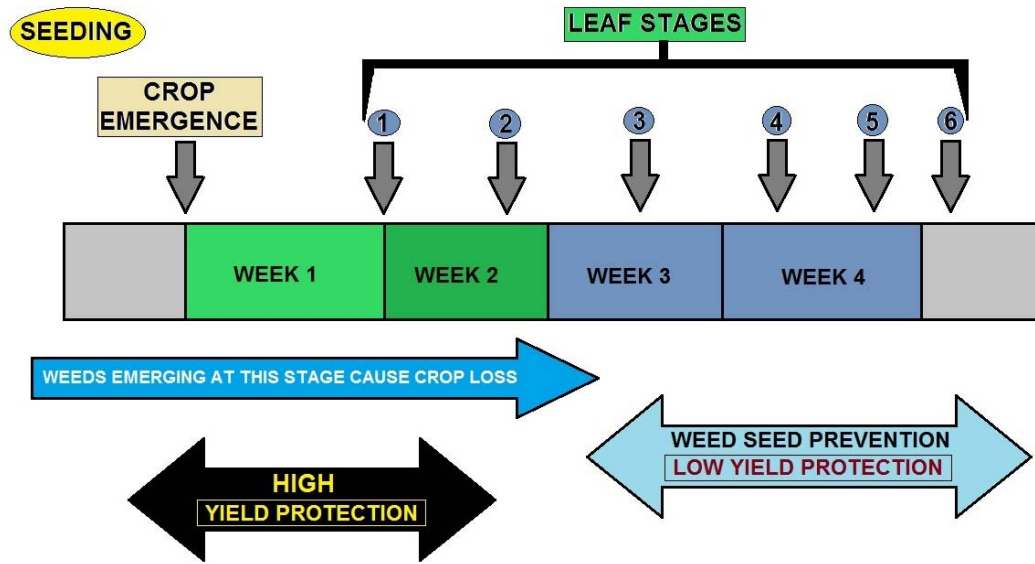 SEEDING
LEAF STAGES
CROP
EMERGENCE
1
2
3
4
5
6
WEEK 1
WEEK 2
WEEK 3
WEEK 4
WEEDS EMERGING AT THIS STAGE CAUSE CROP LOSS
WEED SEED PREVENTION
LOW YIELD PROTECTION
HIGH
YIELD PROTECTION